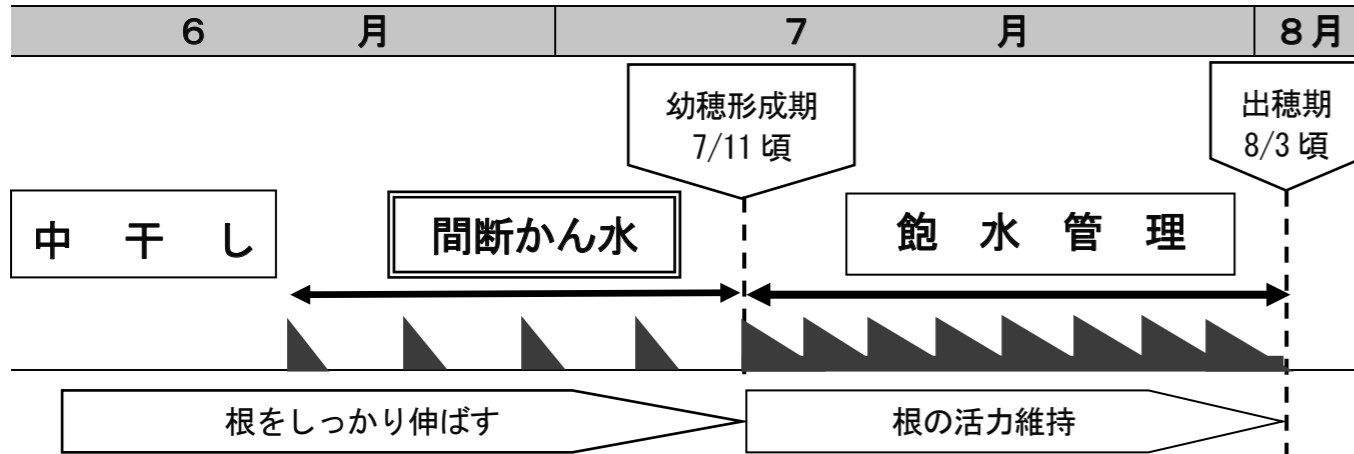 ６月 ７月 ８月
幼穂形成期
7/11 頃
出穂期
8/3 頃
中干し 間断かん水 飽水管理
根をしっかり伸ばす 根の活力維持